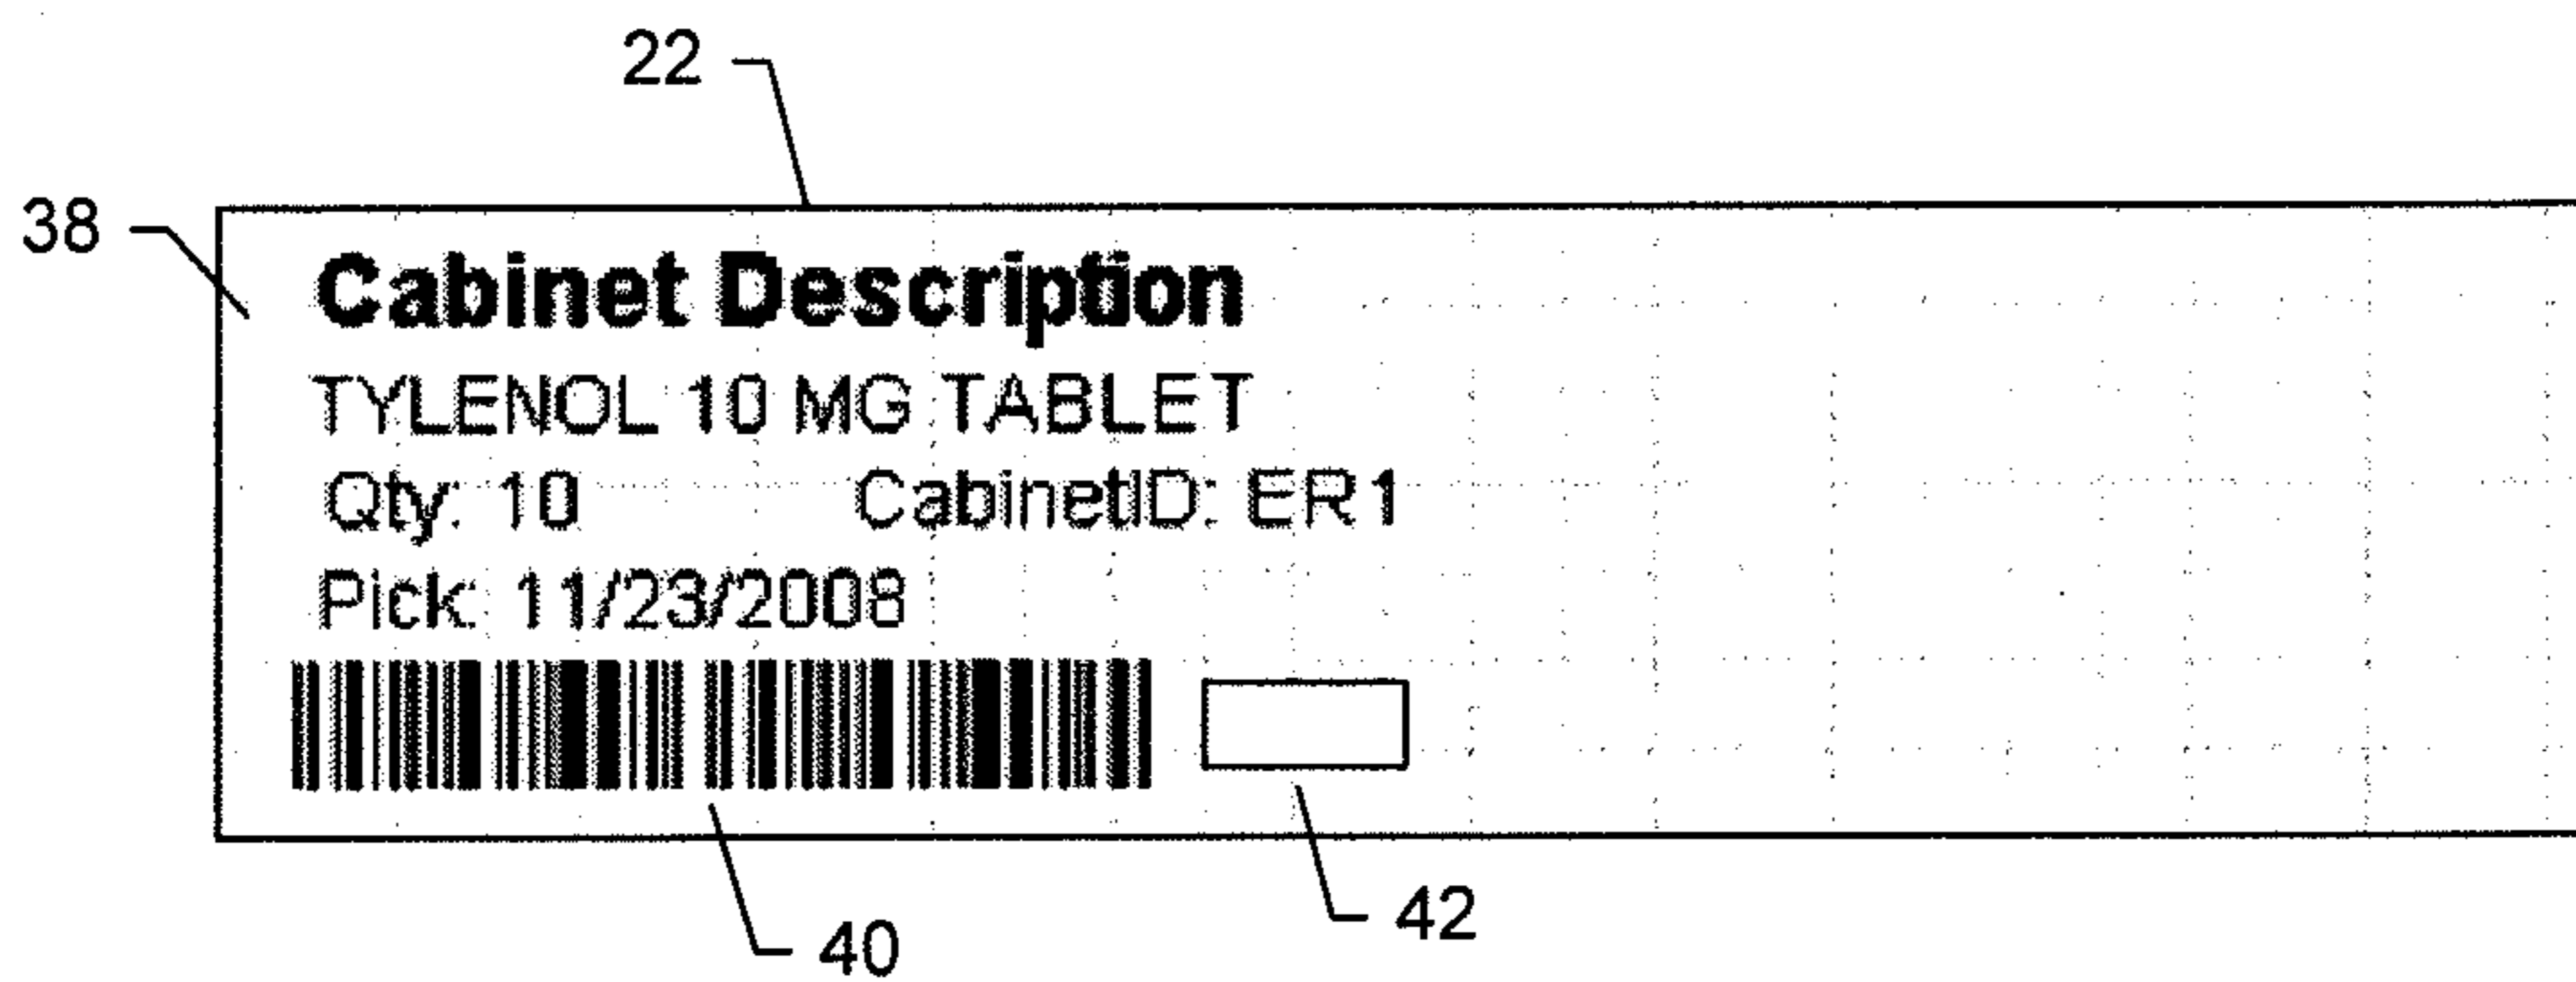 22
38
Cabinet Description
TYLENOL 10 MG TABLET
Qty: 10 CabinetID: ER1
Pick: 11/23/2008
42
40